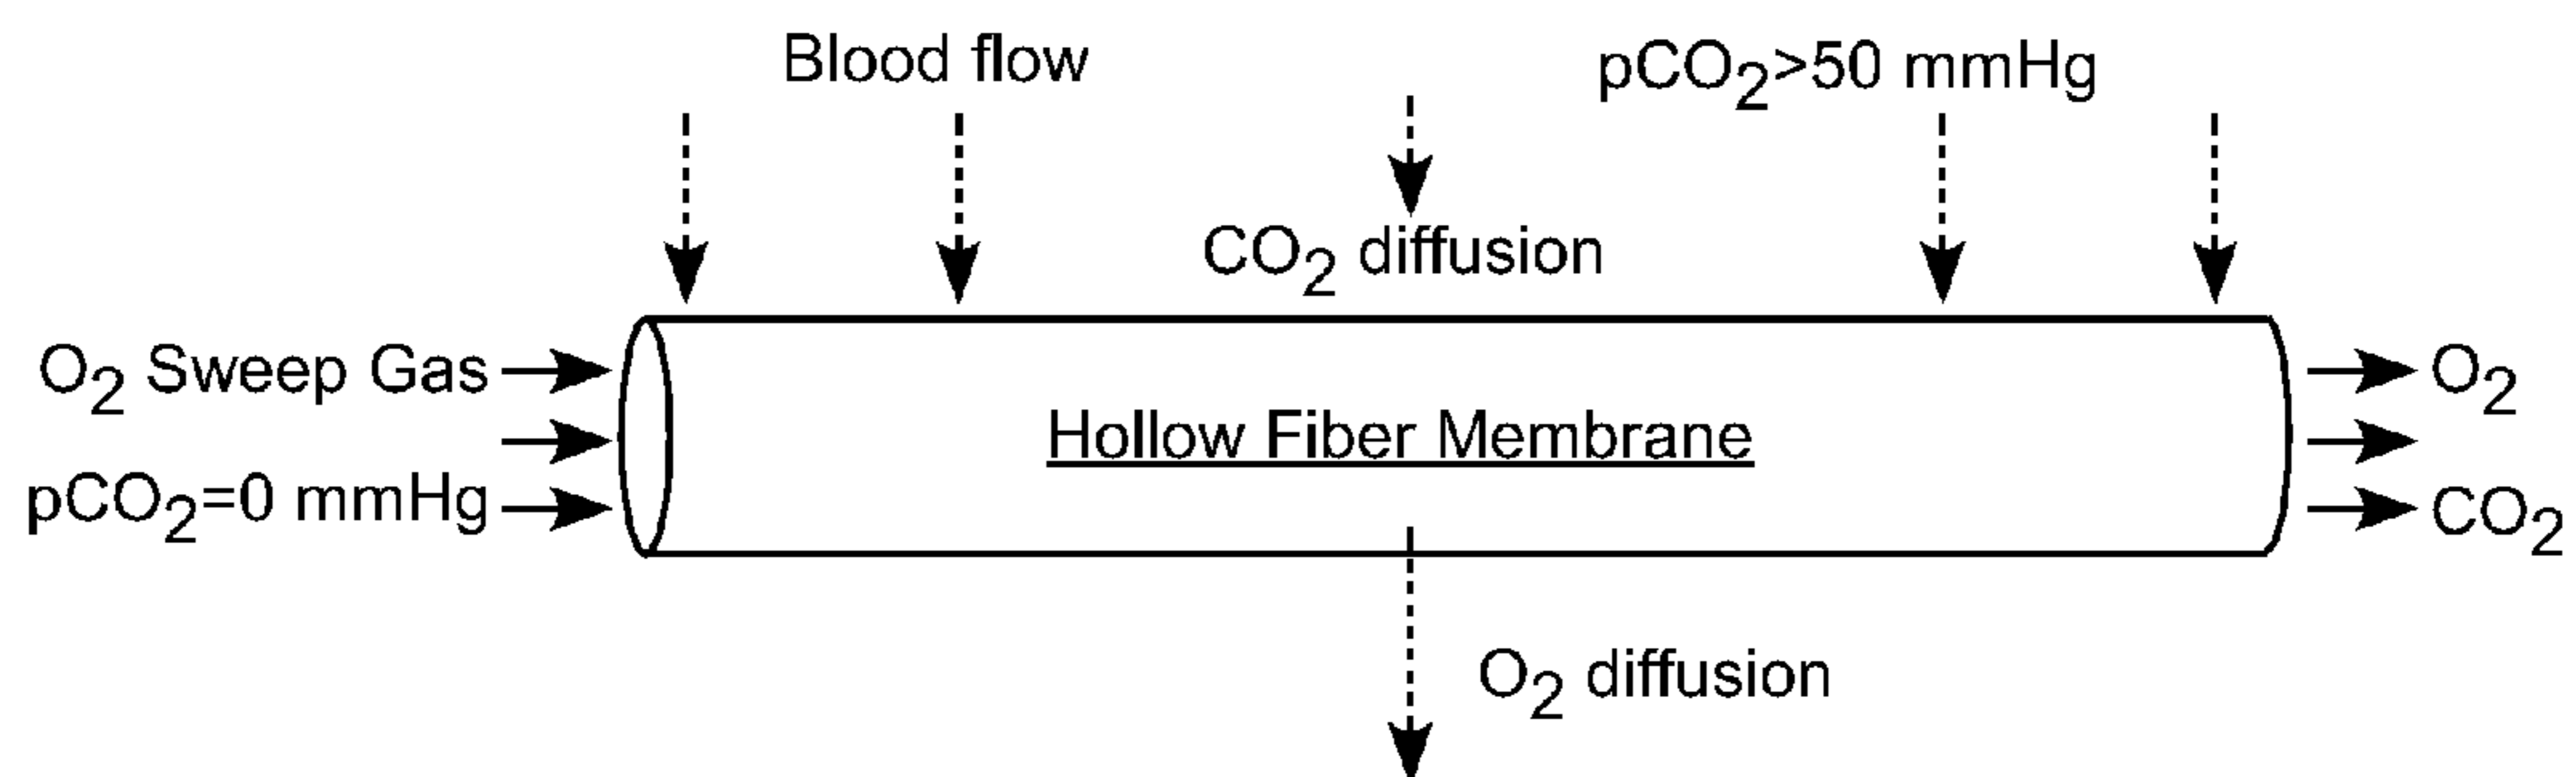 Blood flow
pCO₂>50 mmHg
CO₂ diffusion
O₂ Sweep Gas
pCO₂=0 mmHg
Hollow Fiber Membrane
O₂
CO₂
O₂ diffusion